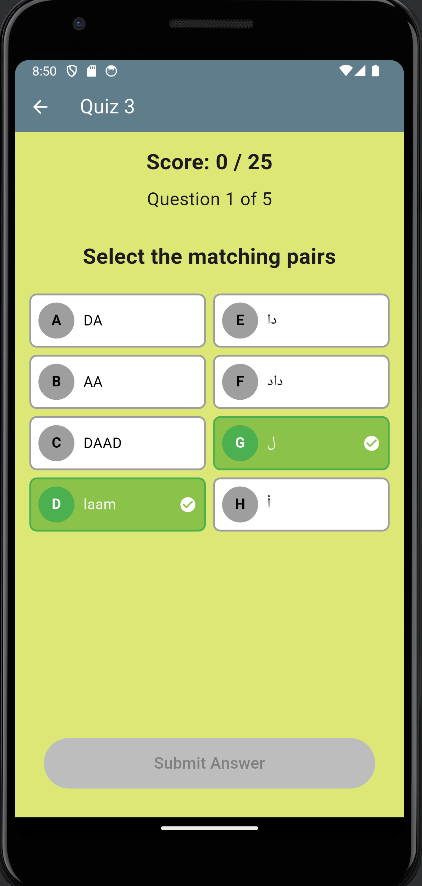 8:50
Quiz 3
Score: 0 / 25
Question 1 of 5
Select the matching pairs
A DA
E دا
B AA
F داد
C DAAD
G ل
D laam
H أ
Submit Answer